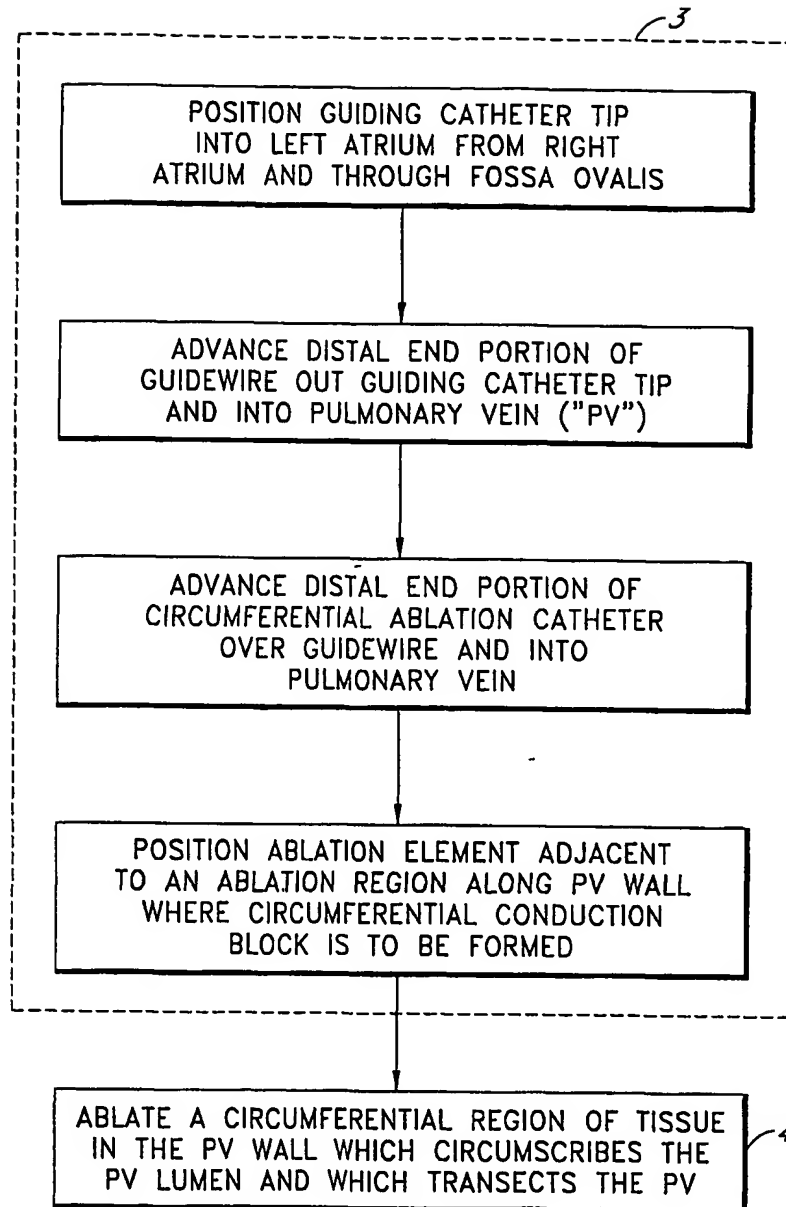 3
POSITION GUIDING CATHETER TIP
INTO LEFT ATRIUM FROM RIGHT
ATRIUM AND THROUGH FOSSA OVALIS
ADVANCE DISTAL END PORTION OF
GUIDEWIRE OUT GUIDING CATHETER TIP
AND INTO PULMONARY VEIN ("PV")
ADVANCE DISTAL END PORTION OF
CIRCUMFERENTIAL ABLATION CATHETER
OVER GUIDEWIRE AND INTO
PULMONARY VEIN
POSITION ABLATION ELEMENT ADJACENT
TO AN ABLATION REGION ALONG PV WALL
WHERE CIRCUMFERENTIAL CONDUCTION
BLOCK IS TO BE FORMED
ABLATE A CIRCUMFERENTIAL REGION OF TISSUE
IN THE PV WALL WHICH CIRCUMSCRIBES THE
PV LUMEN AND WHICH TRANSECTS THE PV
4